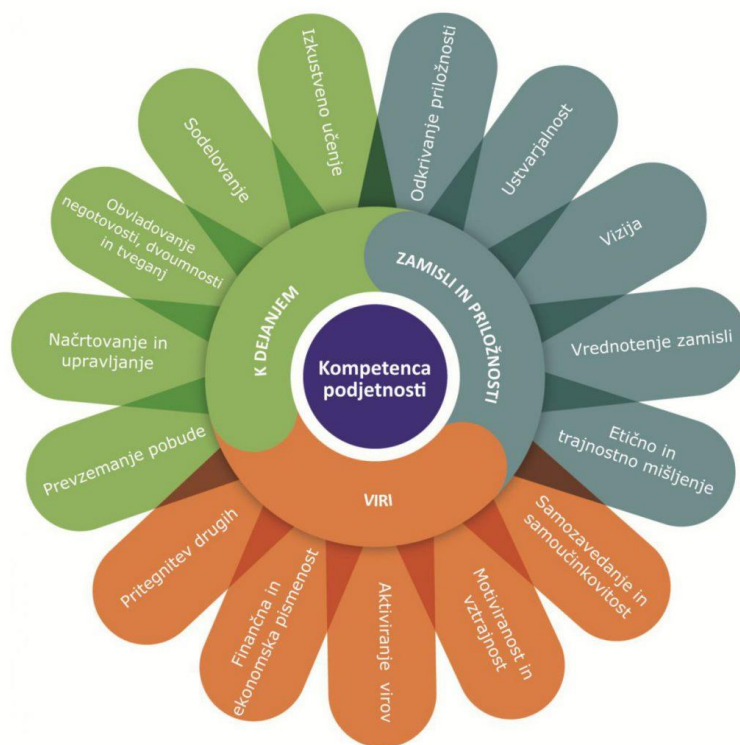 Kompetenca
podjetnosti
ZAMISLI IN PRILOŽNOSTI
Odkrivanje priložnosti
Ustvarjalnost
Vizija
Vrednotenje zamisli
Etično in
trajnostno mišljenje
VIRI
Samozavedanje in
samoučinkovitost
Motiviranost in
vztrajnost
Aktiviranje virov
Finančna in
ekonomska pismenost
Pritegnitev drugih
K DEJANJEM
Prevzemanje pobude
Načrtovanje in
upravljanje
Obvladovanje
negotovosti, dvoumnosti
in tveganj
Sodelovanje
Izkustveno učenje